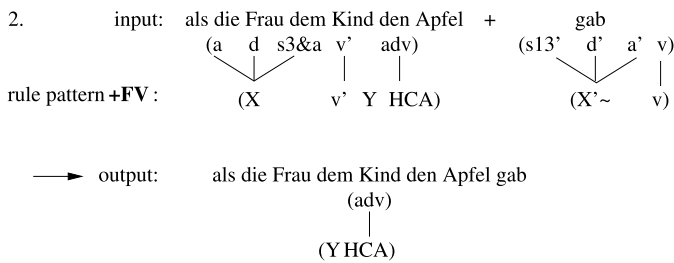 2. input: als die Frau dem Kind den Apfel + gab
(a d s3&a v’ adv) (s13’ d’ a’ v)
rule pattern +FV : (X v’ Y HCA) (X’~ v)
output: als die Frau dem Kind den Apfel gab
(adv)
(Y HCA)